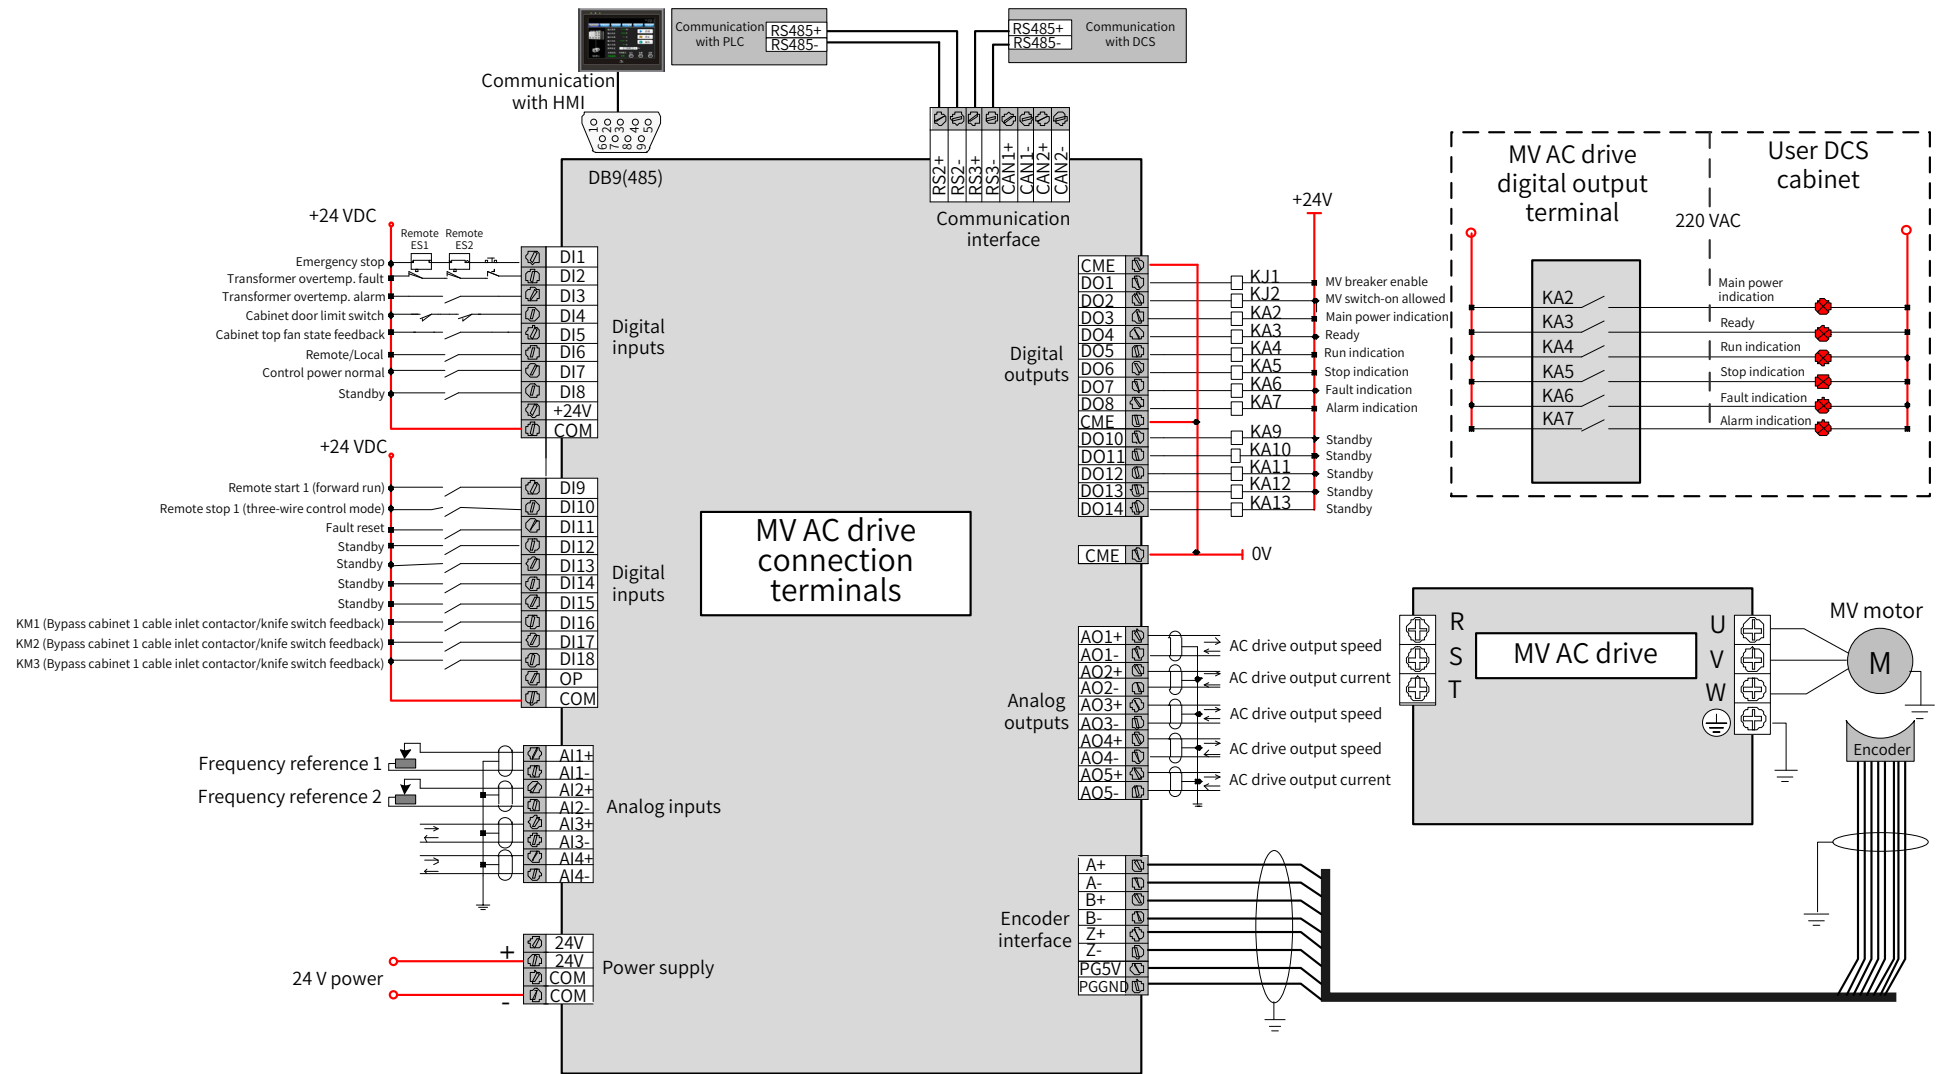 Communication
with HMI
Communication
with PLC
RS485+
RS485-
RS485+
RS485-
Communication
with DCS
1 2 3 4 5
6 7 8 9
DB9(485)
RS2+
RS2-
RS3+
RS3-
CAN1+
CAN1-
CAN2+
CAN2-
Communication
interface
+24 VDC
Remote
ES1
Remote
ES2
Emergency stop
Transformer overtemp. fault
Transformer overtemp. alarm
Cabinet door limit switch
Cabinet top fan state feedback
Remote/Local
Control power normal
Standby
DI1
DI2
DI3
DI4
DI5
DI6
DI7
DI8
+24V
COM
Digital
inputs
+24 VDC
Remote start 1 (forward run)
Remote stop 1 (three-wire control mode)
Fault reset
Standby
Standby
Standby
Standby
KM1 (Bypass cabinet 1 cable inlet contactor/knife switch feedback)
KM2 (Bypass cabinet 1 cable inlet contactor/knife switch feedback)
KM3 (Bypass cabinet 1 cable inlet contactor/knife switch feedback)
DI9
DI10
DI11
DI12
DI13
DI14
DI15
DI16
DI17
DI18
OP
COM
Digital
inputs
Frequency reference 1
Frequency reference 2
AI1+
AI1-
AI2+
AI2-
AI3+
AI3-
AI4+
AI4-
Analog inputs
24 V power
+
-
24V
24V
COM
COM
Power supply
MV AC drive
connection
terminals
Digital
outputs
CME
DO1
DO2
DO3
DO4
DO5
DO6
DO7
DO8
CME
DO10
DO11
DO12
DO13
DO14
CME
0V
+24V
KJ1
KJ2
KA2
KA3
KA4
KA5
KA6
KA7
KA9
KA10
KA11
KA12
KA13
MV breaker enable
MV switch-on allowed
Main power indication
Ready
Run indication
Stop indication
Fault indication
Alarm indication
Standby
Standby
Standby
Standby
Standby
Analog
outputs
AO1+
AO1-
AO2+
AO2-
AO3+
AO3-
AO4+
AO4-
AO5+
AO5-
AC drive output speed
AC drive output current
AC drive output speed
AC drive output speed
AC drive output current
Encoder
interface
A+
A-
B+
B-
Z+
Z-
PG5V
PGGND
MV AC drive
digital output
terminal
User DCS
cabinet
220 VAC
KA2
KA3
KA4
KA5
KA6
KA7
Main power
indication
Ready
Run indication
Stop indication
Fault indication
Alarm indication
R
S
T
MV AC drive
U
V
W
MV motor
M
Encoder